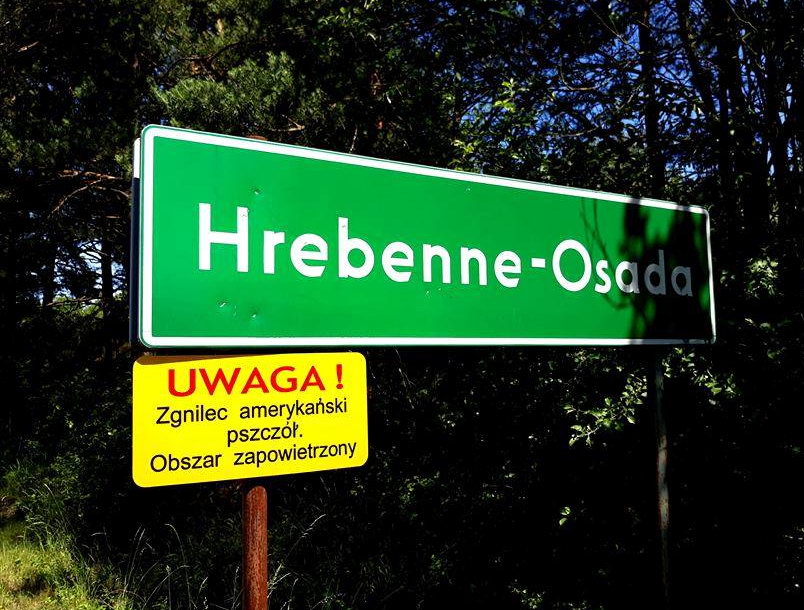 Hrebenne-Osada
UWAGA !
Zgnilec amerykański
pszczół.
Obszar zapowietrzony